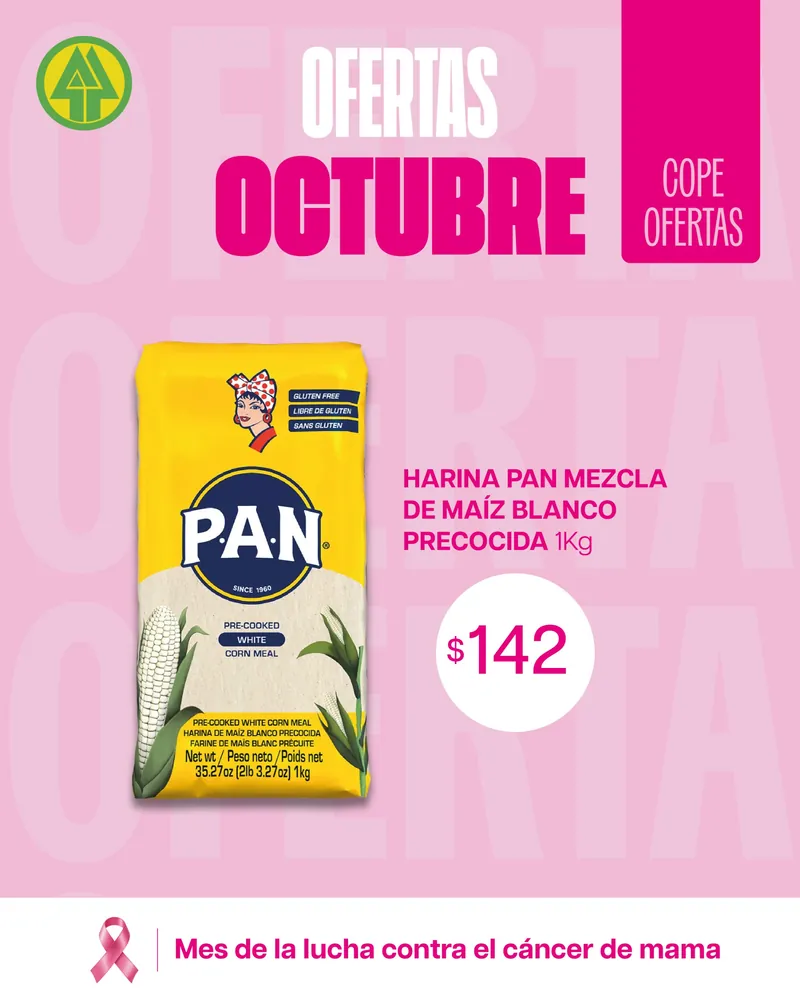 OFERTAS
OCTUBRE
COPE
OFERTAS
GLUTEN FREE
LIBRE DE GLUTEN
SANS GLUTEN
P.A.N.®
SINCE 1960
PRE-COOKED
WHITE
CORN MEAL
PRE-COOKED WHITE CORN MEAL
HARINA DE MAÍZ BLANCO PRECOCIDA
FARINE DE MAÏS BLANC PRÉCUITE
Net wt / Peso neto /Poids net
35.27oz (2lb 3.27oz) 1kg
HARINA PAN MEZCLA
DE MAÍZ BLANCO
PRECOCIDA 1Kg
$142
Mes de la lucha contra el cáncer de mama
OFERTA
OFERTA
OFERTA